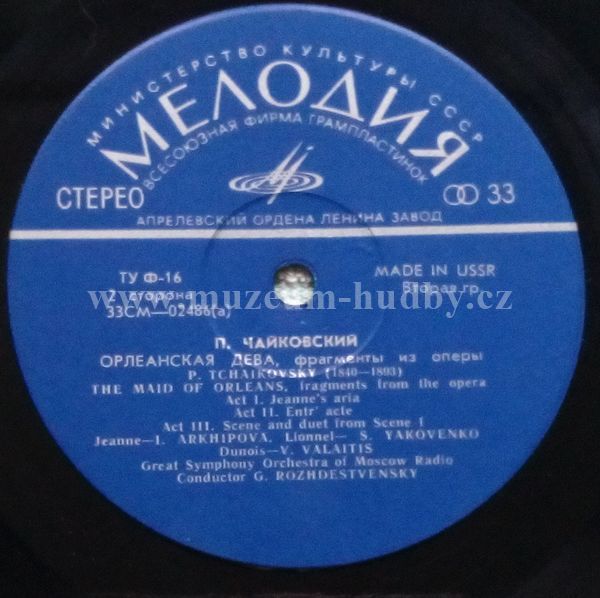 МИНИСТЕРСТВО КУЛЬТУРЫ СССР
МЕЛОДИЯ
ВСЕСОЮЗНАЯ ФИРМА ГРАМПЛАСТИНОК
СТЕРЕО
33
АПРЕЛЕВСКИЙ ОРДЕНА ЛЕНИНА ЗАВОД
ТУ Ф-16
2 сторона
33СМ—02486(а)
MADE IN USSR
Вторая гр.
www.muzeum-hudby.cz
П. ЧАЙКОВСКИЙ
ОРЛЕАНСКАЯ ДЕВА, фрагменты из оперы
P. TCHAIKOVSKY (1840—1893)
THE MAID OF ORLEANS, fragments from the opera
Act I. Jeanne's aria
Act II. Entr' acte
Act III. Scene and duet from Scene 1
Jeanne—I. ARKHIPOVA, Lionnel— S. YAKOVENKO
Dunois—V. VALAITIS
Great Symphony Orchestra of Moscow Radio
Conductor G. ROZHDESTVENSKY